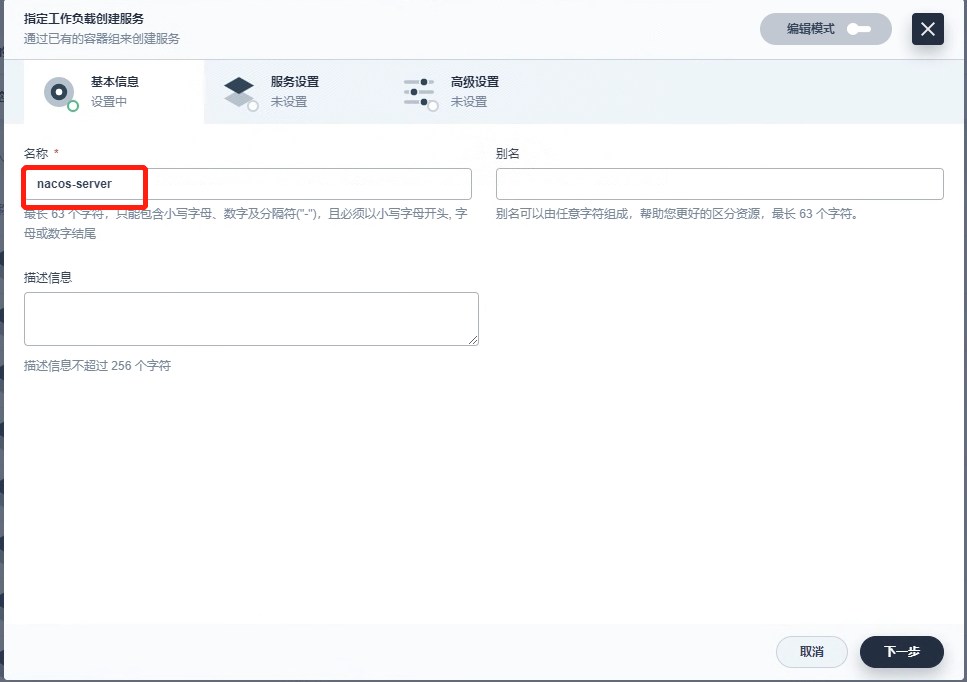 指定工作负载创建服务
通过已有的容器组来创建服务
编辑模式
基本信息
设置中
服务设置
未设置
高级设置
未设置
名称 *
nacos-server
最长 63 个字符，只能包含小写字母、数字及分隔符("-")，且必须以小写字母开头, 字
母或数字结尾
别名
别名可以由任意字符组成，帮助您更好的区分资源，最长 63 个字符。
描述信息
描述信息不超过 256 个字符
取消
下一步